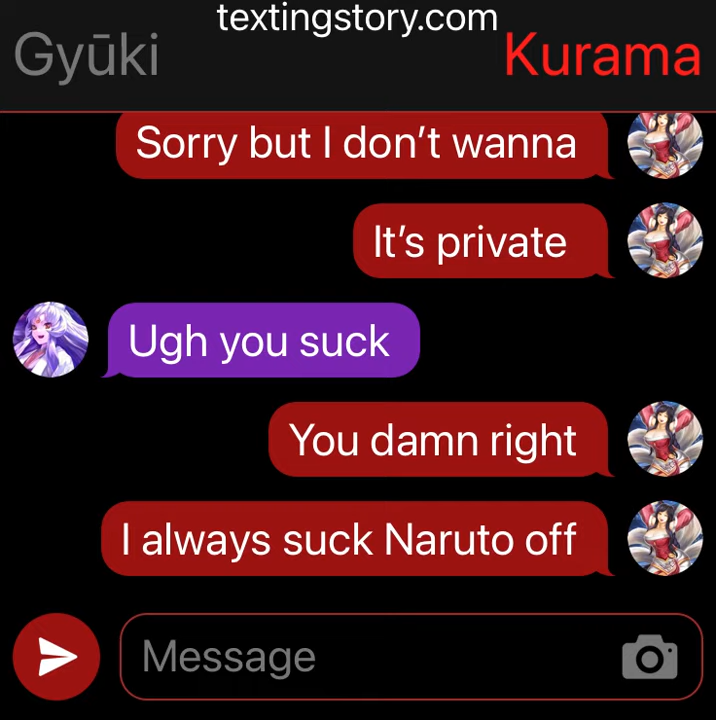 textingstory.com
Gyūki
Kurama
Sorry but I don’t wanna
It’s private
Ugh you suck
You damn right
I always suck Naruto off
Message